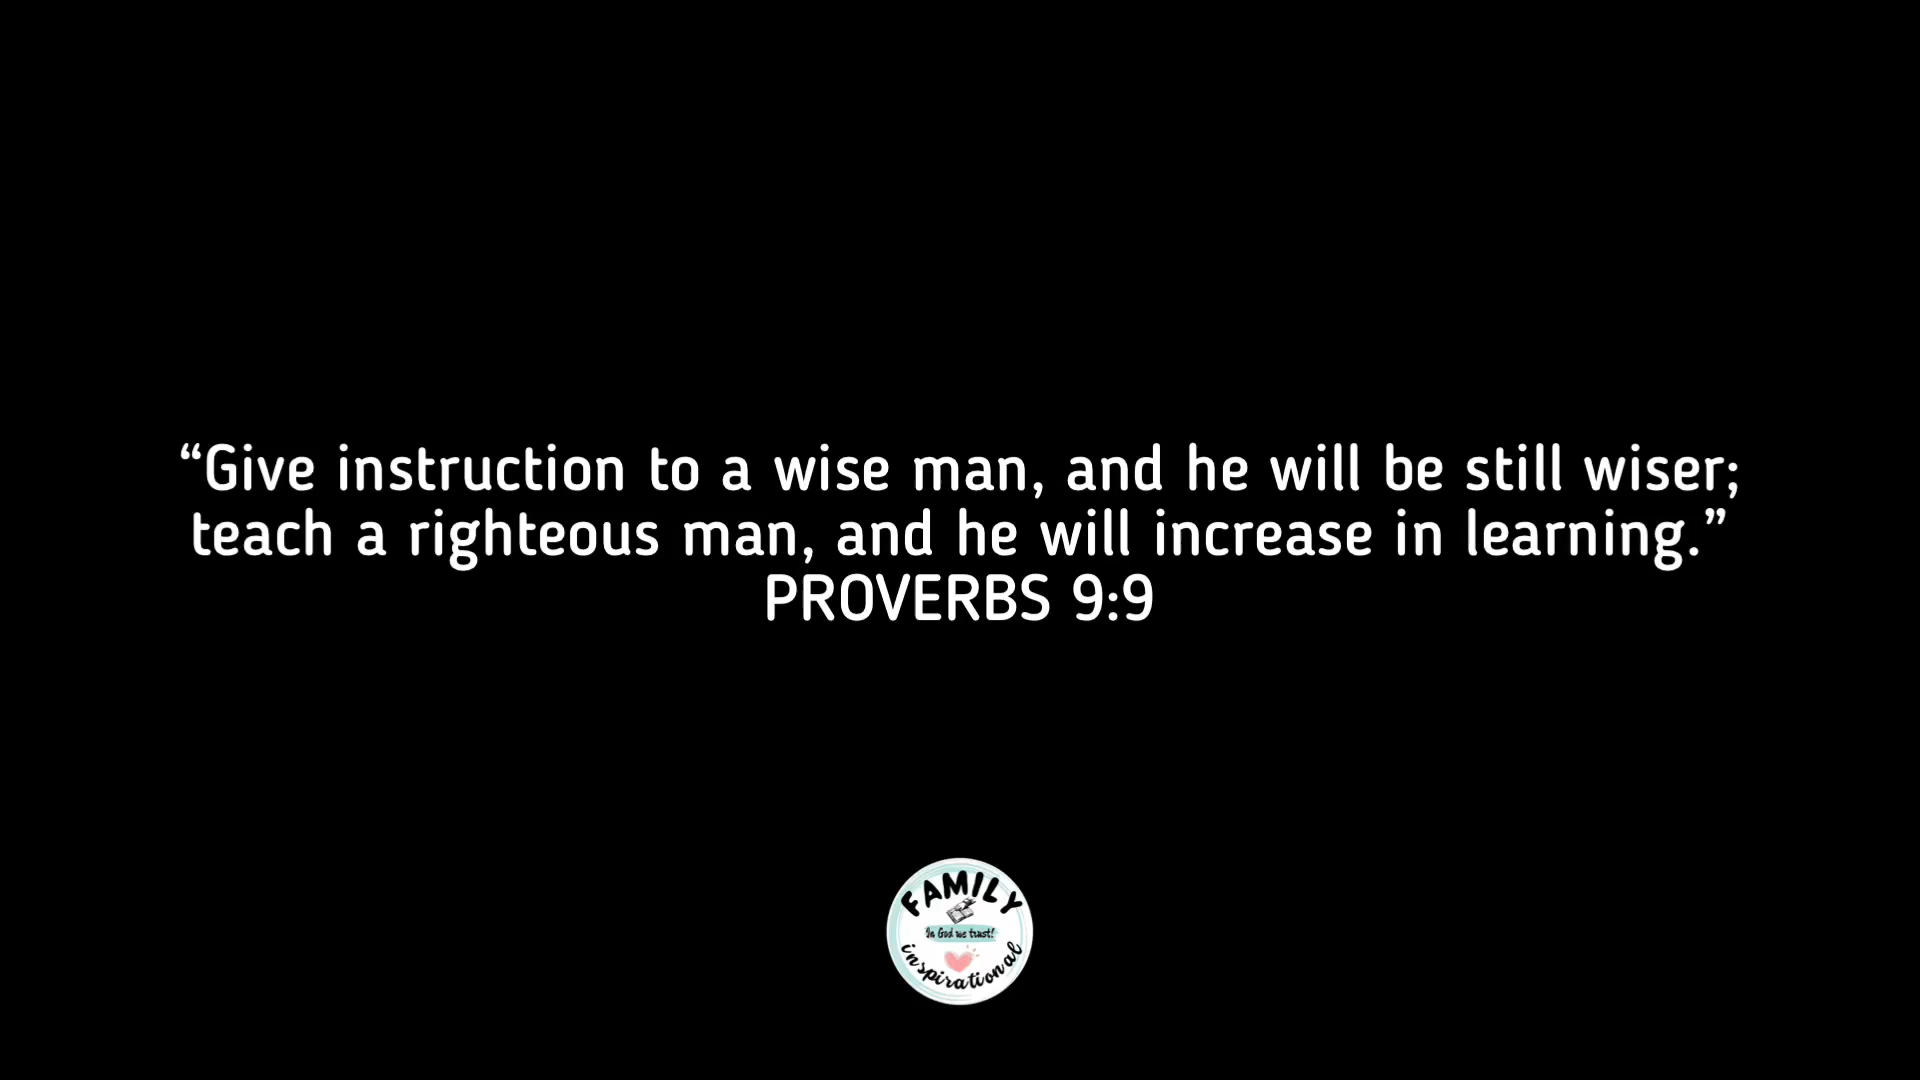 “Give instruction to a wise man, and he will be still wiser;
teach a righteous man, and he will increase in learning.”
PROVERBS 9:9
FAMILY
In God we trust!
inspirational